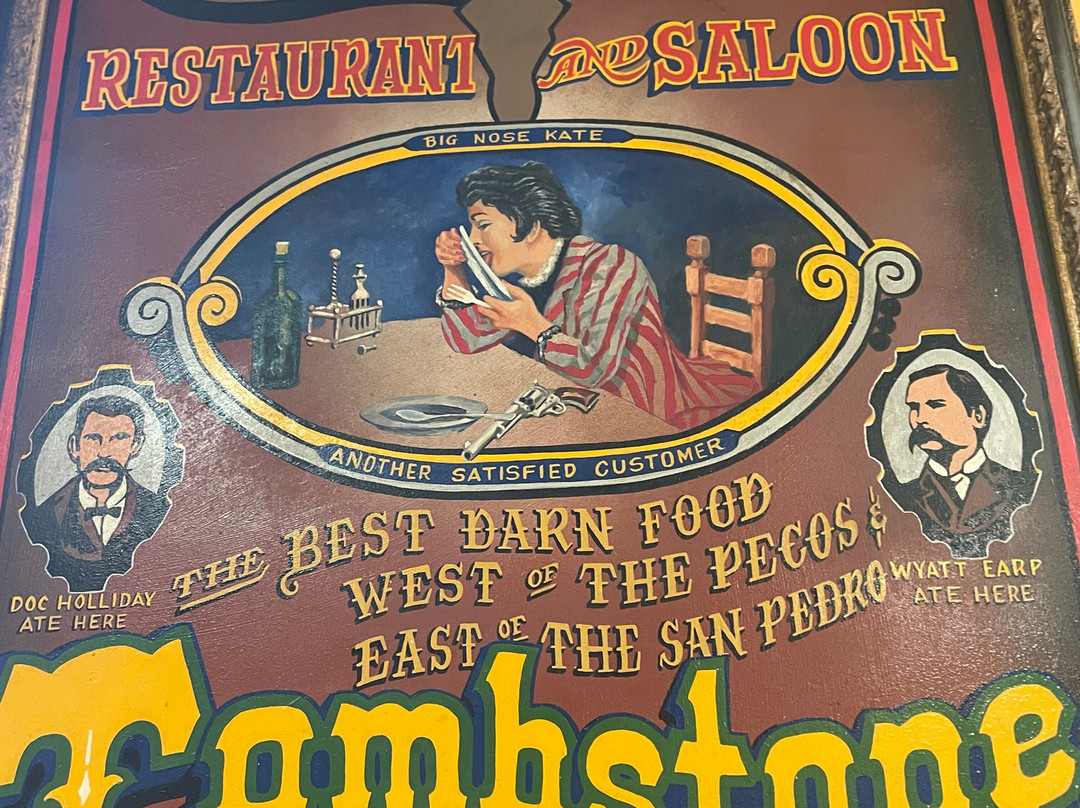 RESTAURANT AND SALOON
BIG NOSE KATE
ANOTHER SATISFIED CUSTOMER
THE BEST DARN FOOD
WEST OF THE PECOS &
EAST OF THE SAN PEDRO
DOC HOLLIDAY
ATE HERE
WYATT EARP
ATE HERE
Tombstone